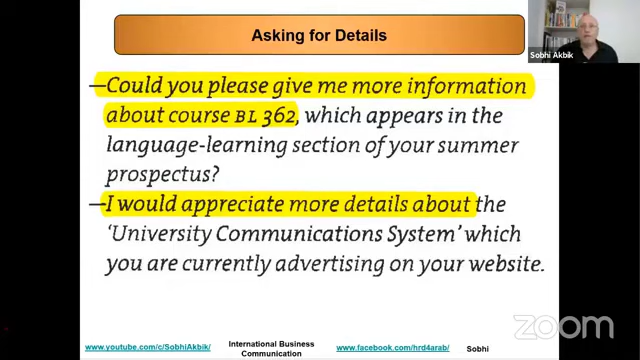 Asking for Details
Sobhi Akbik
—Could you please give me more information
about course BL 362, which appears in the
language-learning section of your summer
prospectus?
—I would appreciate more details about the
‘University Communications System’ which
you are currently advertising on your website.
zoom
www.youtube.com/c/SobhiAkbik/
International Business
Communication
www.facebook.com/hrd4arab/
Sobhi